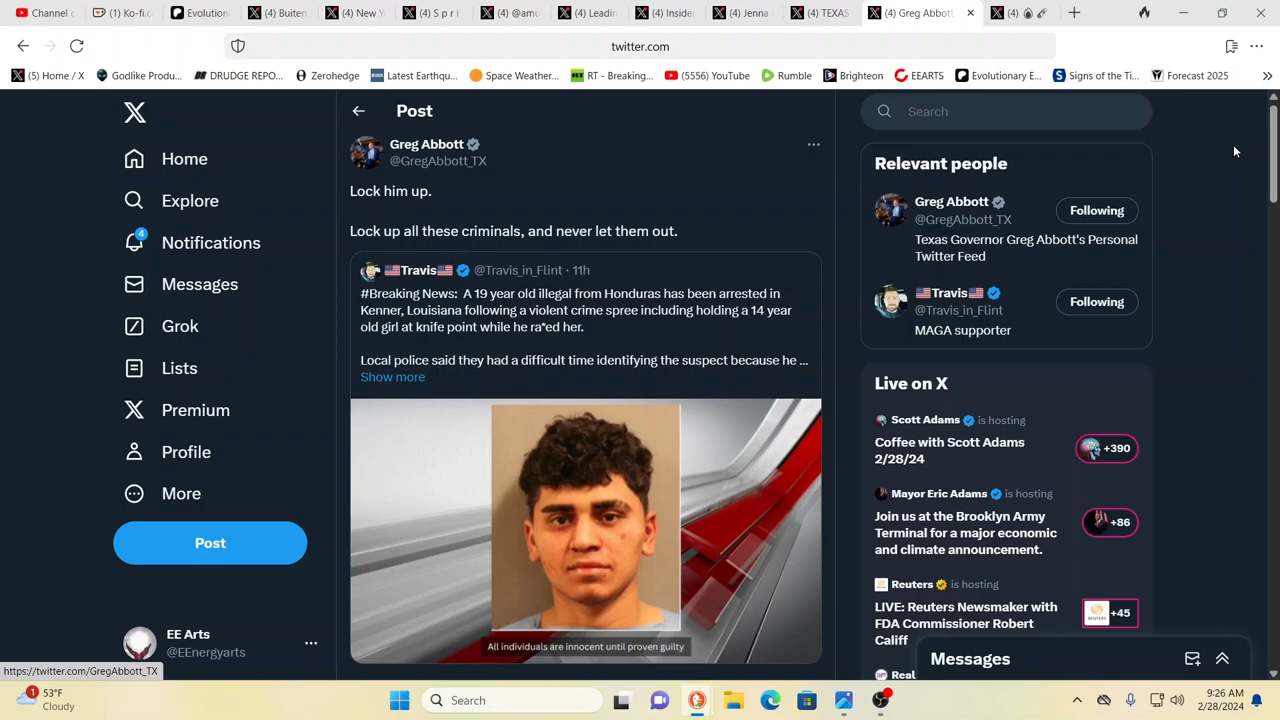 (4) Channel c
(4) Ko-fi.c
Evolution
(4) Buiten
(4) New Y
(4) S p r
(4) @amu
(4) Leadin
(4) Insider
(4) Jenna
(4) TEXAS
(4) Greg Abbott
(4)
twitter.com
(5) Home / X
Godlike Produ...
DRUDGE REPO...
Zerohedge
Latest Earthqu...
Space Weather...
RT - Breaking...
(5556) YouTube
Rumble
Brighteon
EEARTS
Evolutionary E...
Signs of the Ti...
Forecast 2025
Home
Explore
4
Notifications
Messages
Grok
Lists
Premium
Profile
More
Post
EE Arts
@EEnergyarts
https://twitter.com/GregAbbott_TX
Post
Greg Abbott
@GregAbbott_TX
Lock him up.
Lock up all these criminals, and never let them out.
Travis @Travis_in_Flint · 11h
#Breaking News: A 19 year old illegal from Honduras has been arrested in
Kenner, Louisiana following a violent crime spree including holding a 14 year
old girl at knife point while he ra*ed her.
Local police said they had a difficult time identifying the suspect because he ...
Show more
All individuals are innocent until proven guilty
Search
Relevant people
Greg Abbott
@GregAbbott_TX
Following
Texas Governor Greg Abbott's Personal
Twitter Feed
Travis
@Travis_in_Flint
Following
MAGA supporter
Live on X
Scott Adams is hosting
Coffee with Scott Adams
2/28/24
+390
Mayor Eric Adams is hosting
Join us at the Brooklyn Army
Terminal for a major economic
and climate announcement.
+86
Reuters is hosting
LIVE: Reuters Newsmaker with
FDA Commissioner Robert
Califf
+45
Real
Messages
1
53°F
Cloudy
Search
9:26 AM
2/28/2024